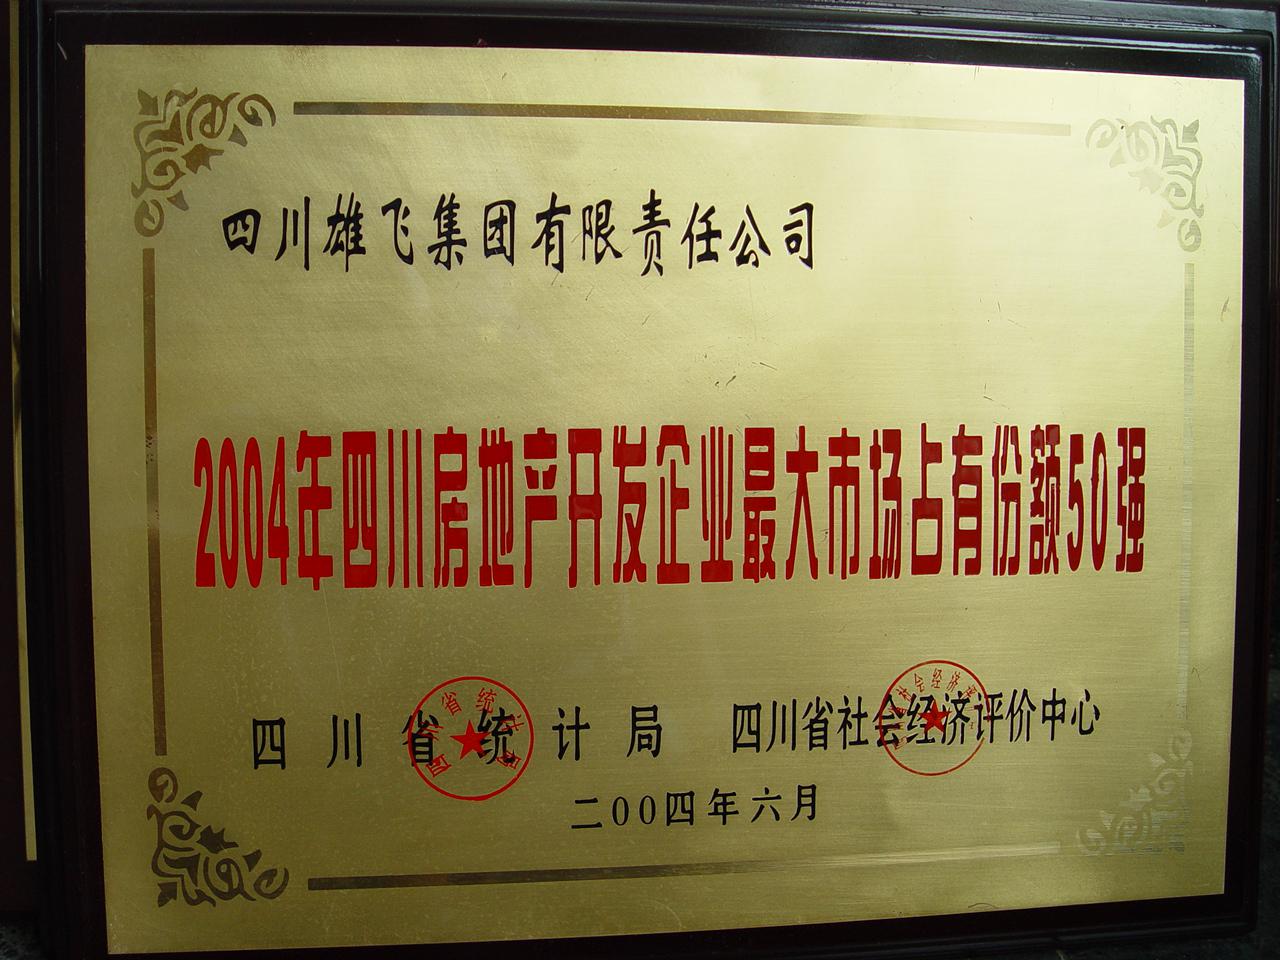 四川雄飞集团有限责任公司
2004年四川房地产开发企业最大市场占有份额50强
四川省统计局 四川省社会经济评价中心
二00四年六月